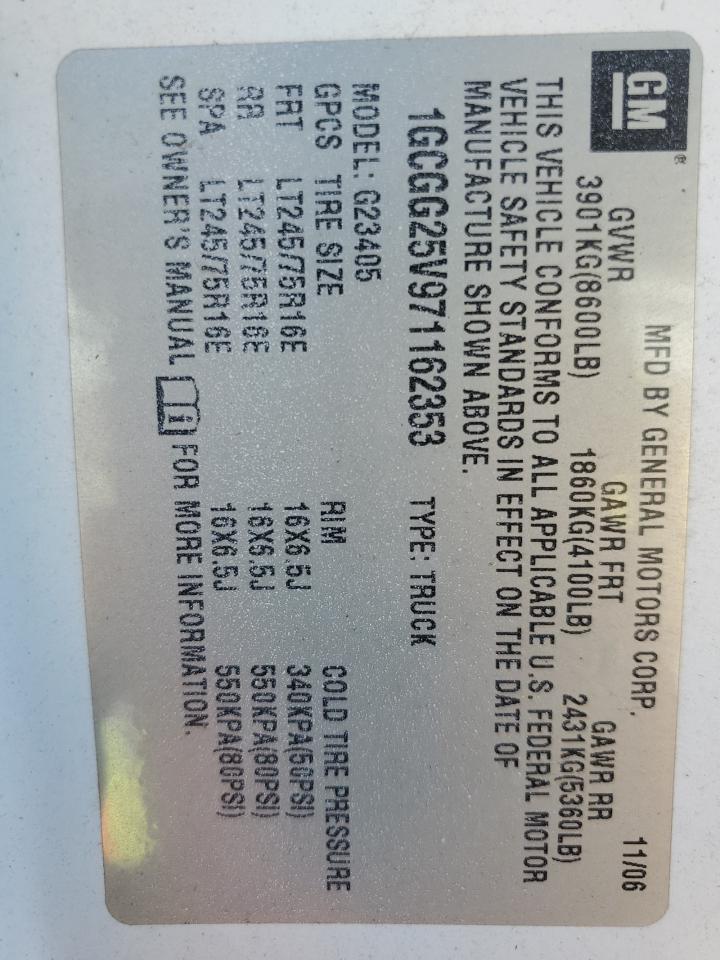 GM®
MFD BY GENERAL MOTORS CORP. 11/06
GVWR GAWR FRT GAWR RR
3901KG(8600LB) 1860KG(4100LB) 2431KG(5360LB)
THIS VEHICLE CONFORMS TO ALL APPLICABLE U.S. FEDERAL MOTOR
VEHICLE SAFETY STANDARDS IN EFFECT ON THE DATE OF
MANUFACTURE SHOWN ABOVE.
1GCGG25V971162353 TYPE: TRUCK
MODEL: G23405
GPCS TIRE SIZE RIM COLD TIRE PRESSURE
FRT LT245/75R16E 16X6.5J 340KPA(50PSI)
RR LT245/75R16E 16X6.5J 550KPA(80PSI)
SPA LT245/75R16E 16X6.5J 550KPA(80PSI)
SEE OWNER'S MANUAL i FOR MORE INFORMATION.